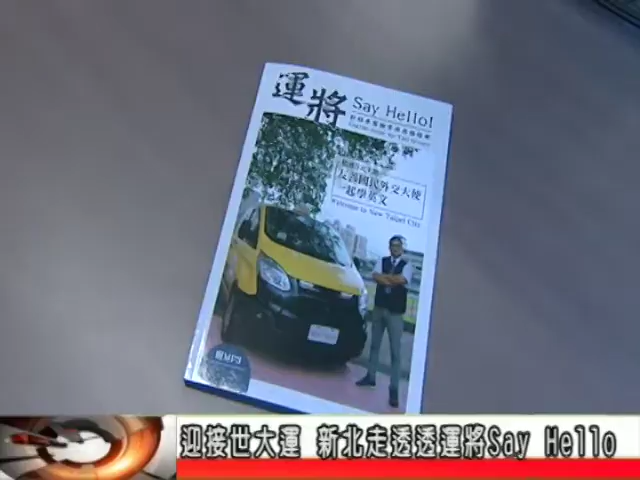 運將
Say Hello!
友善國民外交大使
一起學英文
Welcome to New Taipei City
迎接世大運 新北走透透運將Say Hello